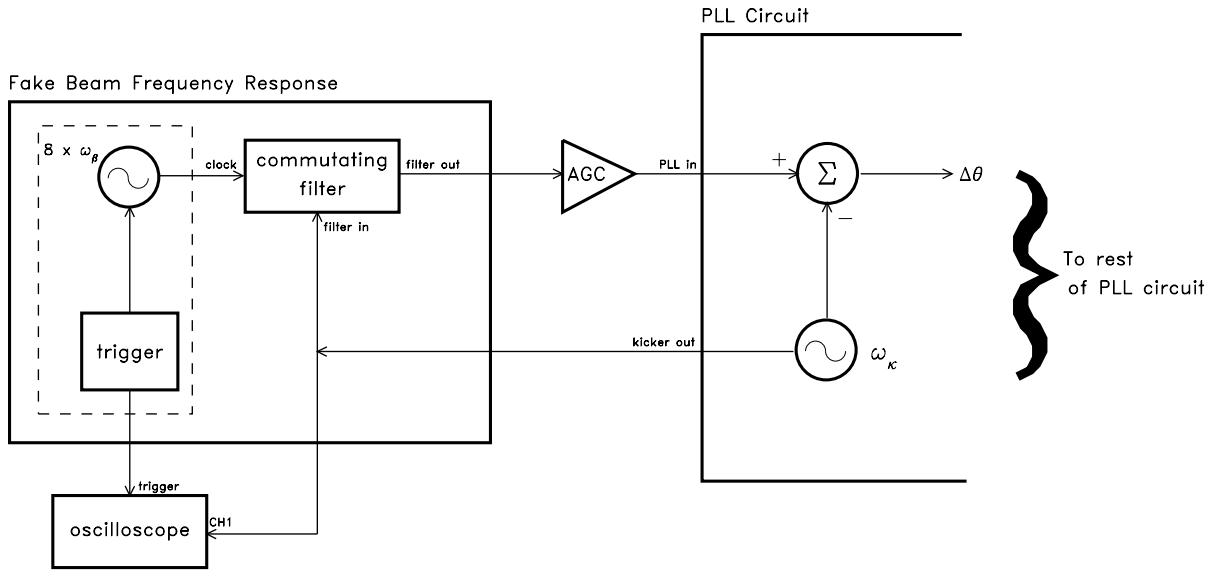 PLL Circuit
Fake Beam Frequency Response
8 x ω_β
clock
commutating
filter
filter out
AGC
PLL in
+
Σ
Δθ
−
filter in
To rest
of PLL circuit
trigger
kicker out
ω_κ
trigger
CH1
oscilloscope